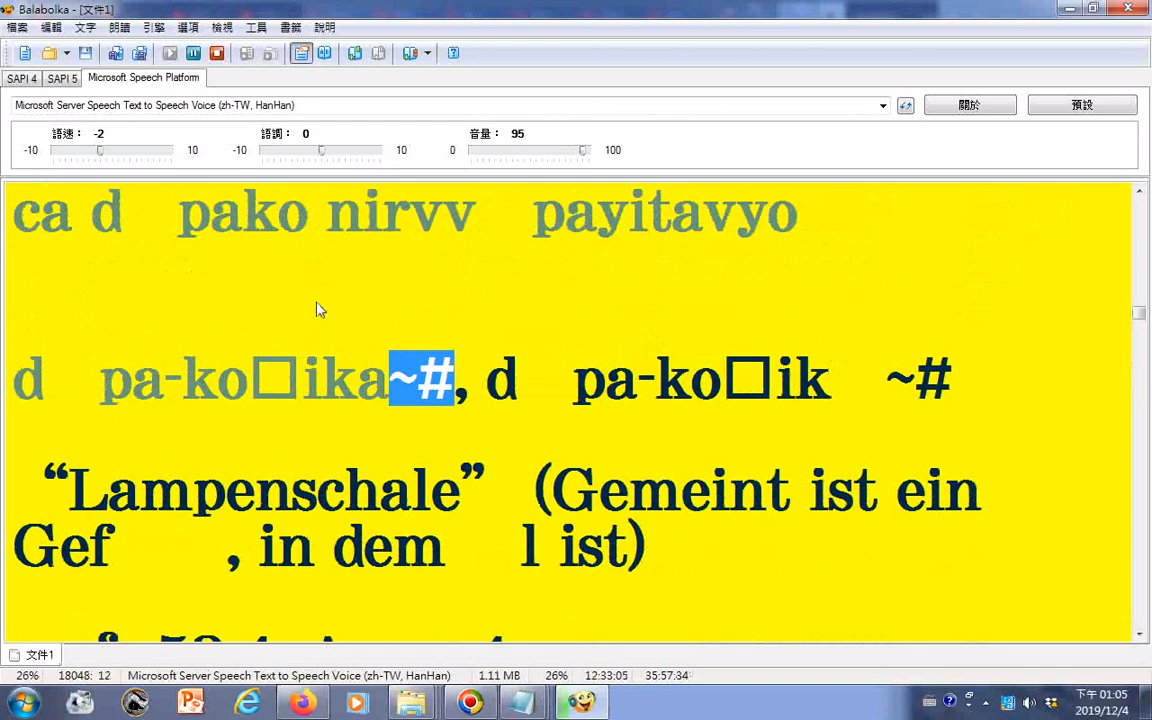 Balabolka - [文件1]
檔案 編輯 文字 朗讀 引擎 選項 檢視 工具 書籤 說明
SAPI 4 SAPI 5 Microsoft Speech Platform
Microsoft Server Speech Text to Speech Voice (zh-TW, HanHan) 關於 預設
語速： -2 語調： 0 音量： 95
-10 10 -10 10 0 100
ca d pako nirvv payitavyo
d pa-ko□ika~#, d pa-ko□ik ~#
“Lampenschale” (Gemeint ist ein
Gef , in dem l ist)
文件1
26% 18048: 12 Microsoft Server Speech Text to Speech Voice (zh-TW, HanHan) 1.11 MB 26% 12:33:05 35:57:34
下午 01:05
2019/12/4